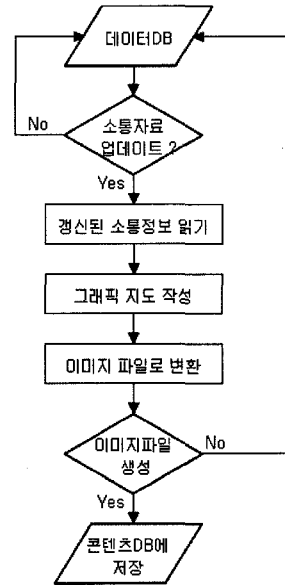 데이터DB
No
소통자료
업데이트 ?
Yes
갱신된 소통정보 읽기
그래픽 지도 작성
이미지 파일로 변환
이미지파일
생성
No
Yes
콘텐츠DB에
저장